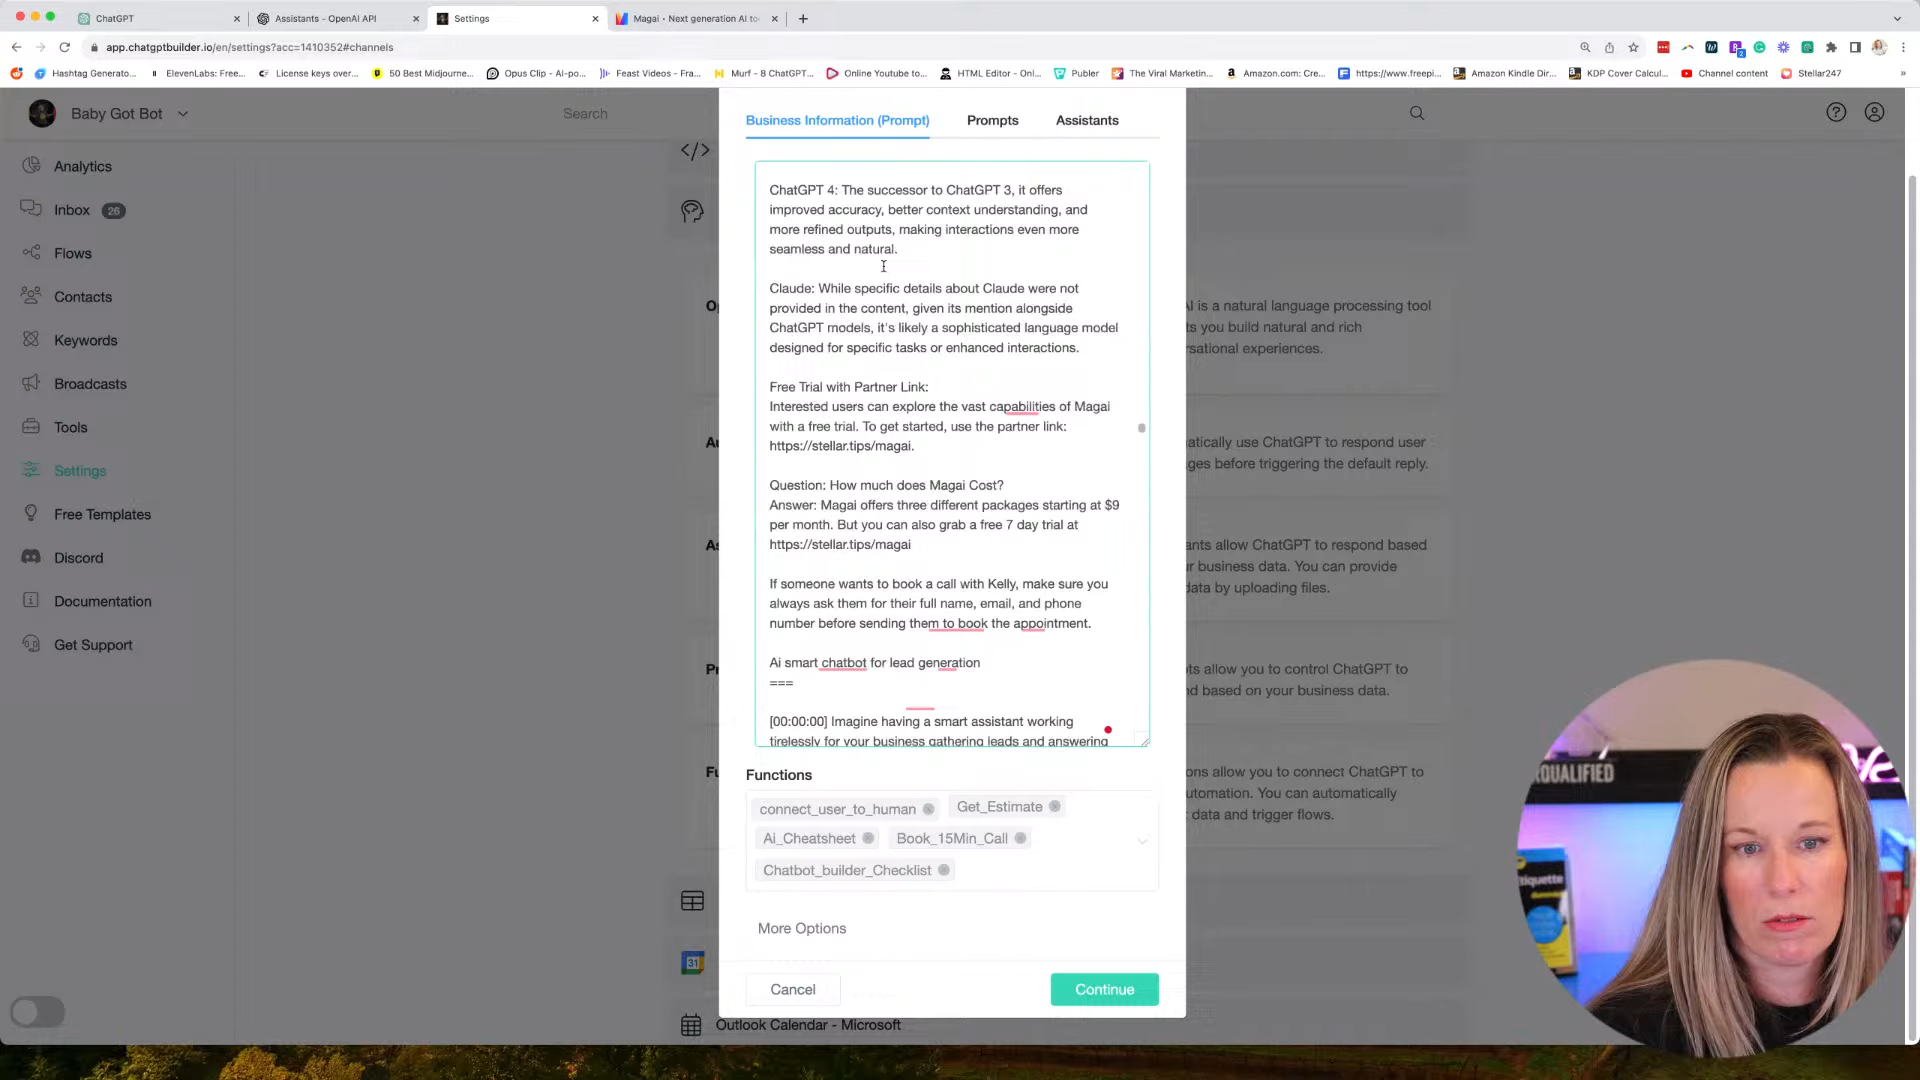 ChatGPT
Assistants - OpenAI API
Settings
Magai • Next generation AI to
app.chatgptbuilder.io/en/settings?acc=1410352#channels
Hashtag Generato...
ElevenLabs: Free...
License keys over...
50 Best Midjourne...
Opus Clip - AI-po...
Feast Videos - Fra...
Murf - 8 ChatGPT...
Online Youtube to...
HTML Editor - Onl...
Publer
The Viral Marketin...
Amazon.com: Cre...
https://www.freepi...
Amazon Kindle Dir...
KDP Cover Calcul...
Channel content
Stellar247
Baby Got Bot
Search
Analytics
Inbox 26
Flows
Contacts
Keywords
Broadcasts
Tools
Settings
Free Templates
Discord
Documentation
Get Support
Business Information (Prompt)
Prompts
Assistants
ChatGPT 4: The successor to ChatGPT 3, it offers
improved accuracy, better context understanding, and
more refined outputs, making interactions even more
seamless and natural.
Claude: While specific details about Claude were not
provided in the content, given its mention alongside
ChatGPT models, it's likely a sophisticated language model
designed for specific tasks or enhanced interactions.
Free Trial with Partner Link:
Interested users can explore the vast capabilities of Magai
with a free trial. To get started, use the partner link:
https://stellar.tips/magai.
Question: How much does Magai Cost?
Answer: Magai offers three different packages starting at $9
per month. But you can also grab a free 7 day trial at
https://stellar.tips/magai
If someone wants to book a call with Kelly, make sure you
always ask them for their full name, email, and phone
number before sending them to book the appointment.
Ai smart chatbot for lead generation
===
[00:00:00] Imagine having a smart assistant working
tirelessly for your business gathering leads and answering
Functions
connect_user_to_human
Get_Estimate
Ai_Cheatsheet
Book_15Min_Call
Chatbot_builder_Checklist
More Options
Cancel
Continue
Op
AI is a natural language processing tool
ts you build natural and rich
rsational experiences.
Au
atically use ChatGPT to respond user
ges before triggering the default reply.
As
ants allow ChatGPT to respond based
ur business data. You can provide
data by uploading files.
Pr
pts allow you to control ChatGPT to
nd based on your business data.
Fu
ons allow you to connect ChatGPT to
utomation. You can automatically
t data and trigger flows.
31
Outlook Calendar - Microsoft
QUALIFIED
tiquette